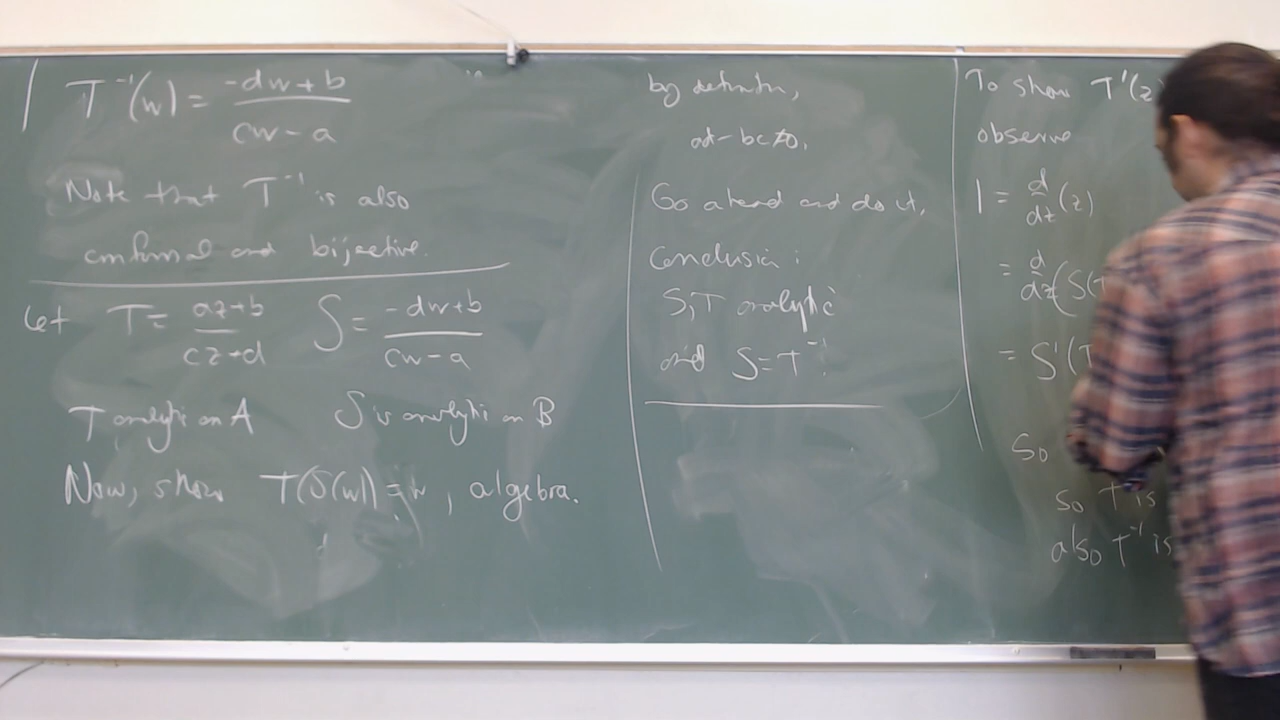 T⁻¹(w) = (-dw+b)/(cw-a)
Note that T⁻¹ is also
conformal and bijective.
Let T = (az+b)/(cz+d) S = (-dw+b)/(cw-a)
T analytic on A S is analytic on B
Now, show T(S(w)) = w, algebra.
by definition,
ad-bc≠0.
Go ahead and do it.
Conclusion:
S,T analytic
and S=T⁻¹.
To show T'(z
observe
1 = d/dz (z)
= d/dz (S(T
= S'(T
So
so T is
also T⁻¹ is